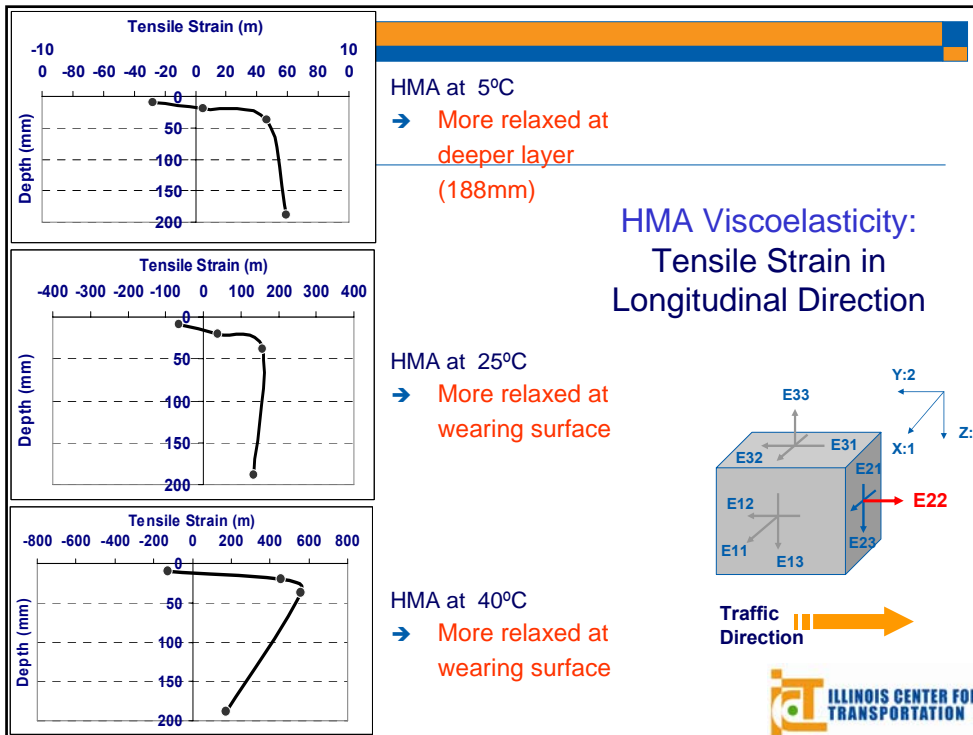 Tensile Strain (m)
-10 10
0 -80 -60 -40 -20 0 20 40 60 80 0
0
50
100
150
200
Depth (mm)
HMA at 5ºC
➔ More relaxed at
deeper layer
(188mm)
HMA Viscoelasticity:
Tensile Strain in
Longitudinal Direction
Tensile Strain (m)
-400 -300 -200 -100 0 100 200 300 400
0
50
100
150
200
Depth (mm)
HMA at 25ºC
➔ More relaxed at
wearing surface
Y:2
X:1
Z:
E33
E31
E32
E21
E22
E12
E23
E11
E13
Tensile Strain (m)
-800 -600 -400 -200 0 200 400 600 800
0
50
100
150
200
Depth (mm)
HMA at 40ºC
➔ More relaxed at
wearing surface
Traffic
Direction
ILLINOIS CENTER FOR
TRANSPORTATION